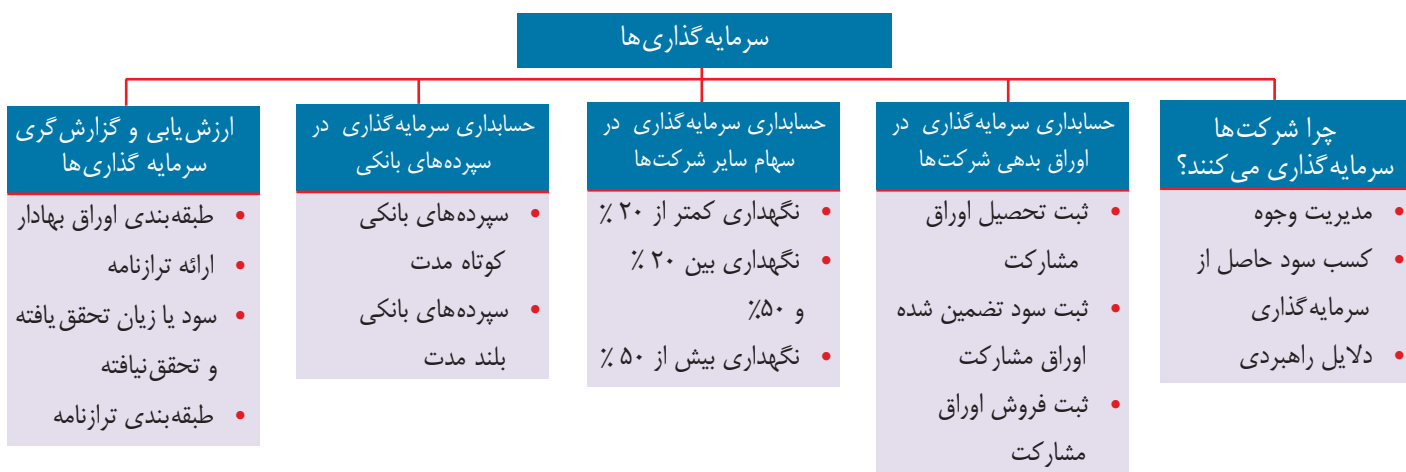 سرمایه‌گذاری‌ها
چرا شرکت‌ها
سرمایه‌گذاری می‌کنند؟
• مدیریت وجوه
• کسب سود حاصل از
سرمایه‌گذاری
• دلایل راهبردی
حسابداری سرمایه‌گذاری در
اوراق بدهی شرکت‌ها
• ثبت تحصیل اوراق
مشارکت
• ثبت سود تضمین شده
اوراق مشارکت
• ثبت فروش اوراق
مشارکت
حسابداری سرمایه‌گذاری در
سهام سایر شرکت‌ها
• نگهداری کمتر از ۲۰ ٪
• نگهداری بین ۲۰ ٪
و ۵۰٪
• نگهداری بیش از ۵۰ ٪
حسابداری سرمایه‌گذاری در
سپرده‌های بانکی
• سپرده‌های بانکی
کوتاه مدت
• سپرده‌های بانکی
بلند مدت
ارزش‌یابی و گزارش‌گری
سرمایه گذاری‌ها
• طبقه‌بندی اوراق بهادار
• ارائه ترازنامه
• سود یا زیان تحقق یافته
و تحقق‌نیافته
• طبقه‌بندی ترازنامه